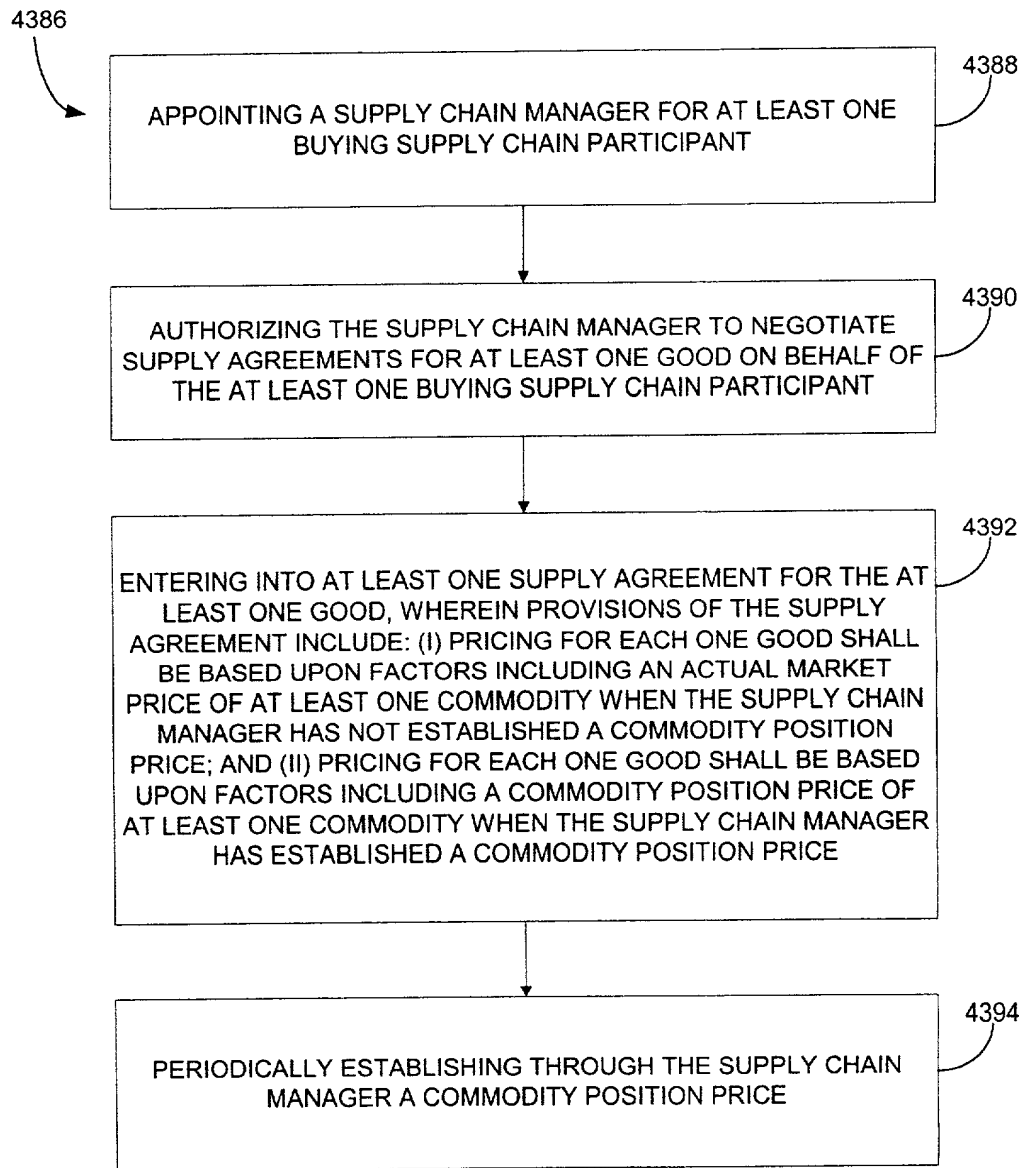 4386
4388
APPOINTING A SUPPLY CHAIN MANAGER FOR AT LEAST ONE
BUYING SUPPLY CHAIN PARTICIPANT
4390
AUTHORIZING THE SUPPLY CHAIN MANAGER TO NEGOTIATE
SUPPLY AGREEMENTS FOR AT LEAST ONE GOOD ON BEHALF OF
THE AT LEAST ONE BUYING SUPPLY CHAIN PARTICIPANT
4392
ENTERING INTO AT LEAST ONE SUPPLY AGREEMENT FOR THE AT
LEAST ONE GOOD, WHEREIN PROVISIONS OF THE SUPPLY
AGREEMENT INCLUDE: (I) PRICING FOR EACH ONE GOOD SHALL
BE BASED UPON FACTORS INCLUDING AN ACTUAL MARKET
PRICE OF AT LEAST ONE COMMODITY WHEN THE SUPPLY CHAIN
MANAGER HAS NOT ESTABLISHED A COMMODITY POSITION
PRICE; AND (II) PRICING FOR EACH ONE GOOD SHALL BE BASED
UPON FACTORS INCLUDING A COMMODITY POSITION PRICE OF
AT LEAST ONE COMMODITY WHEN THE SUPPLY CHAIN MANAGER
HAS ESTABLISHED A COMMODITY POSITION PRICE
4394
PERIODICALLY ESTABLISHING THROUGH THE SUPPLY CHAIN
MANAGER A COMMODITY POSITION PRICE